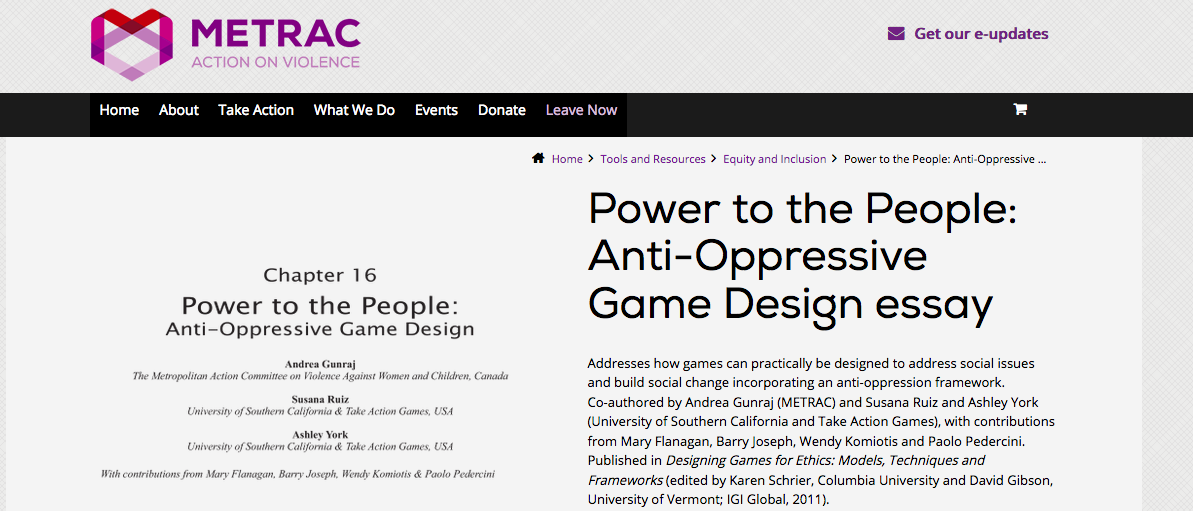 METRAC
ACTION ON VIOLENCE
Get our e-updates
Home About Take Action What We Do Events Donate Leave Now
Home > Tools and Resources > Equity and Inclusion > Power to the People: Anti-Oppressive ...
Chapter 16
Power to the People:
Anti-Oppressive Game Design
Andrea Gunraj
The Metropolitan Action Committee on Violence Against Women and Children, Canada
Susana Ruiz
University of Southern California & Take Action Games, USA
Ashley York
University of Southern California & Take Action Games, USA
With contributions from Mary Flanagan, Barry Joseph, Wendy Komiotis & Paolo Pedercini
Power to the People:
Anti-Oppressive
Game Design essay
Addresses how games can practically be designed to address social issues
and build social change incorporating an anti-oppression framework.
Co-authored by Andrea Gunraj (METRAC) and Susana Ruiz and Ashley York
(University of Southern California and Take Action Games), with contributions
from Mary Flanagan, Barry Joseph, Wendy Komiotis and Paolo Pedercini.
Published in Designing Games for Ethics: Models, Techniques and
Frameworks (edited by Karen Schrier, Columbia University and David Gibson,
University of Vermont; IGI Global, 2011).